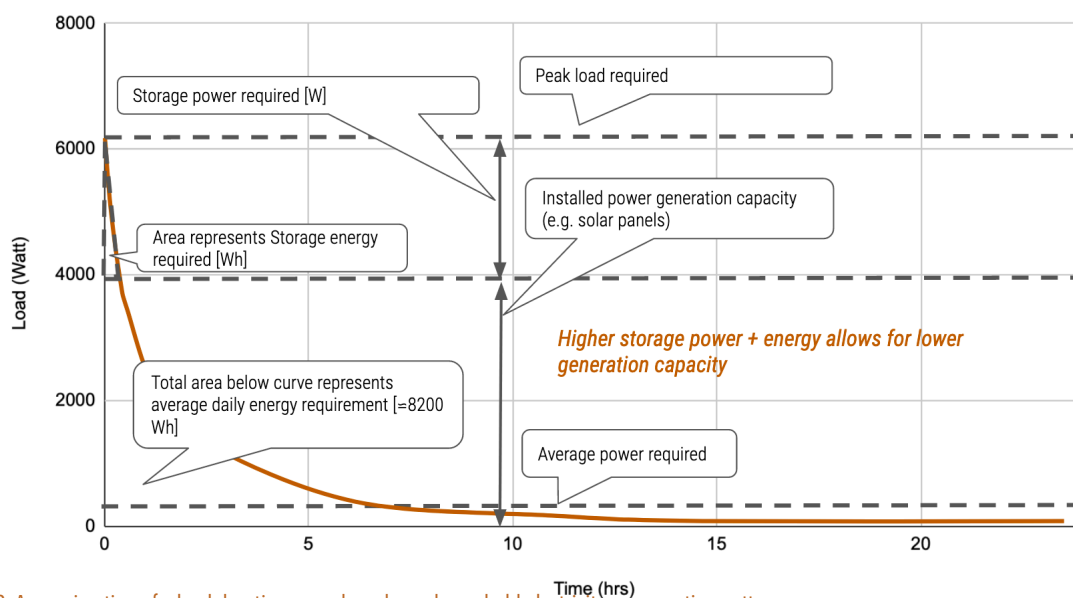 8000
Peak load required
Storage power required [W]
6000
Installed power generation capacity
(e.g. solar panels)
Area represents Storage energy
required [Wh]
4000
Load (Watt)
Higher storage power + energy allows for lower
generation capacity
Total area below curve represents
average daily energy requirement [=8200
Wh]
2000
Average power required
0
0 5 10 15 20
Time (hrs)